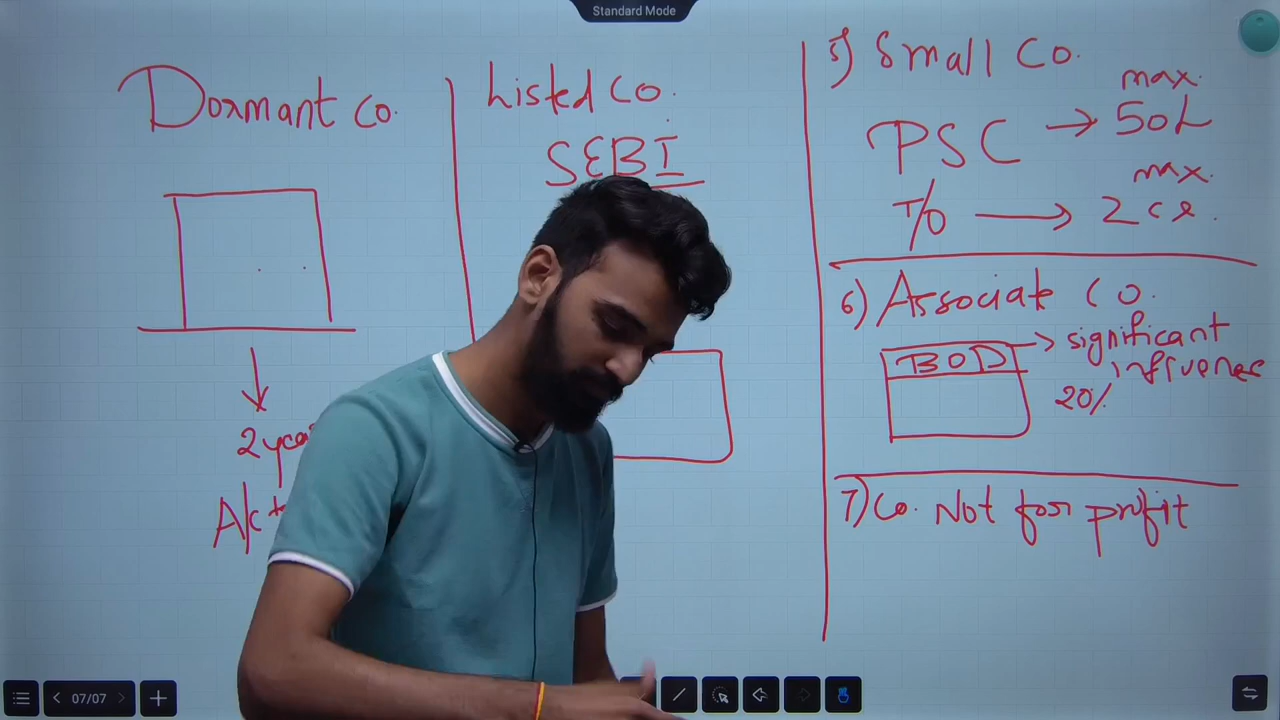 Standard Mode
Dormant Co.
2
A/c
Listed Co.
SEBI
5) Small Co.
max.
PSC → 50L
max.
T/O → 2 cr.
6) Associate Co.
BOD → significant
influence
20%
7) Co. Not for profit
07/07